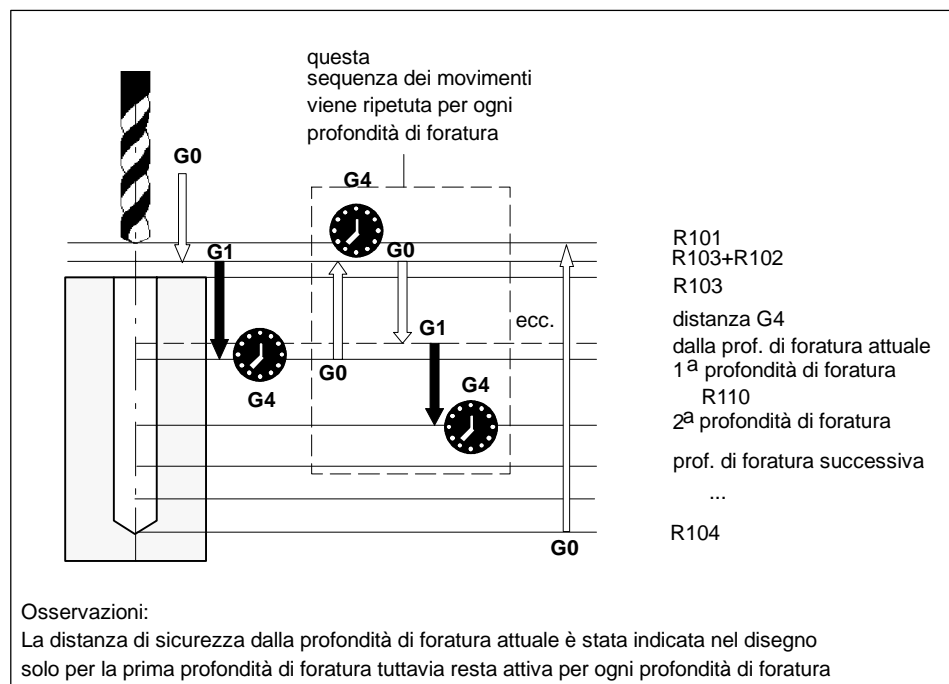 questa
sequenza dei movimenti
viene ripetuta per ogni
profondità di foratura
G0
G4
G1
G0
R101
R103+R102
R103
ecc.
G1
distanza G4
dalla prof. di foratura attuale
G0
1a profondità di foratura
G4
G4
R110
2a profondità di foratura
prof. di foratura successiva
...
R104
G0
Osservazioni:
La distanza di sicurezza dalla profondità di foratura attuale è stata indicata nel disegno
solo per la prima profondità di foratura tuttavia resta attiva per ogni profondità di foratura